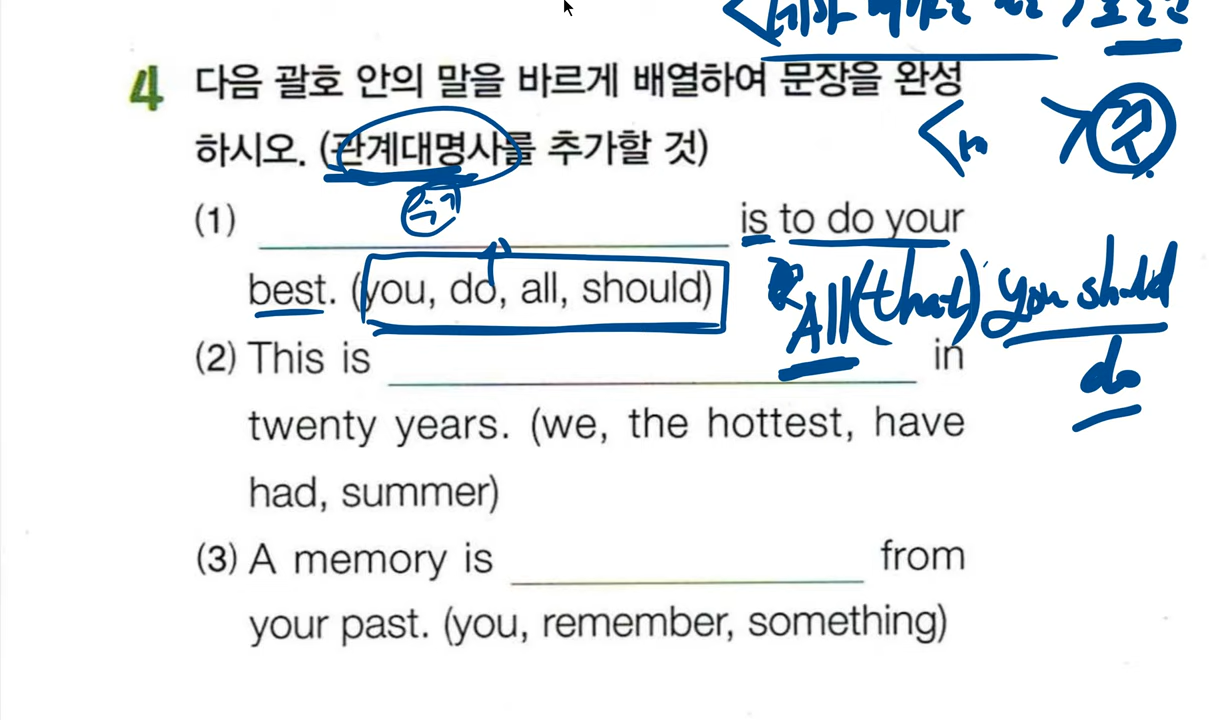 4 다음 괄호 안의 말을 바르게 배열하여 문장을 완성
하시오. (관계대명사를 추가할 것)
(1) ____ is to do your
best. (you, do, all, should)
All (that) you should
do
(2) This is ____ in
twenty years. (we, the hottest, have
had, summer)
(3) A memory is ____ from
your past. (you, remember, something)